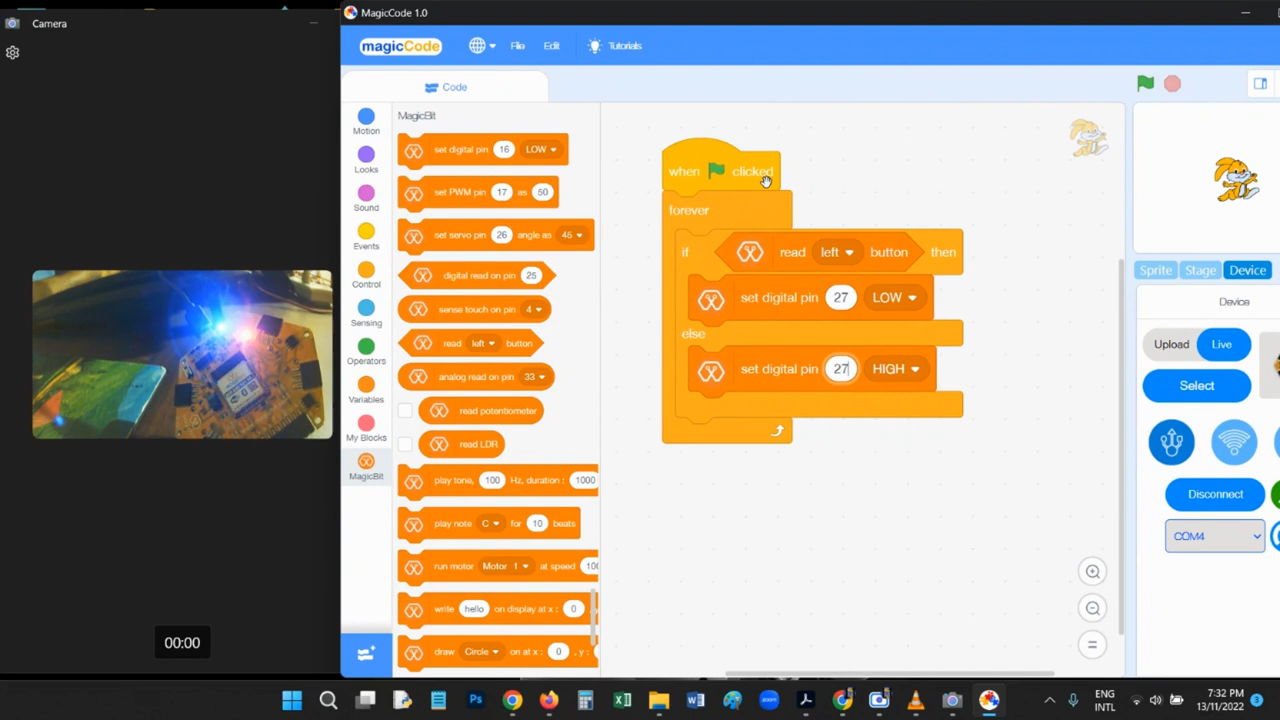 Camera
MagicCode 1.0
magicCode
File
Edit
Tutorials
Code
Motion
Looks
Sound
Events
Control
Sensing
Operators
Variables
My Blocks
MagicBit
MagicBit
set digital pin 16 LOW
set PWM pin 17 as 50
set servo pin 26 angle as 46
digital read on pin 25
sense touch on pin 4
read left button
analog read on pin 33
read potentiometer
read LDR
play tone, 100 Hz, duration : 1000
play note C for 10 beats
run motor Motor 1 at speed 100
write hello on display at x : 0
draw Circle on at x : 0 , y :
when clicked
forever
if read left button then
set digital pin 27 LOW
else
set digital pin 27 HIGH
Sprite Stage Device
Device
Upload Live
Select
Disconnect
COM4
00:00
ENG
INTL
7:32 PM
13/11/2022
3